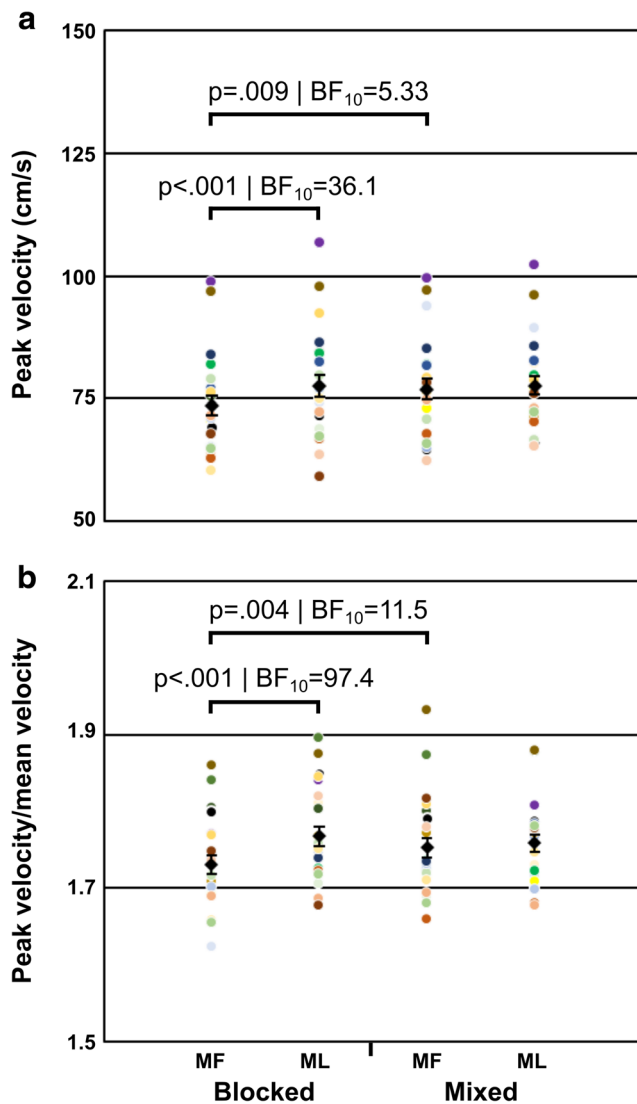 a
150
p=.009 | BF₁₀=5.33
125
p<.001 | BF₁₀=36.1
100
75
50
Peak velocity (cm/s)
b
2.1
p=.004 | BF₁₀=11.5
p<.001 | BF₁₀=97.4
1.9
1.7
1.5
Peak velocity/mean velocity
MF ML MF ML
Blocked Mixed